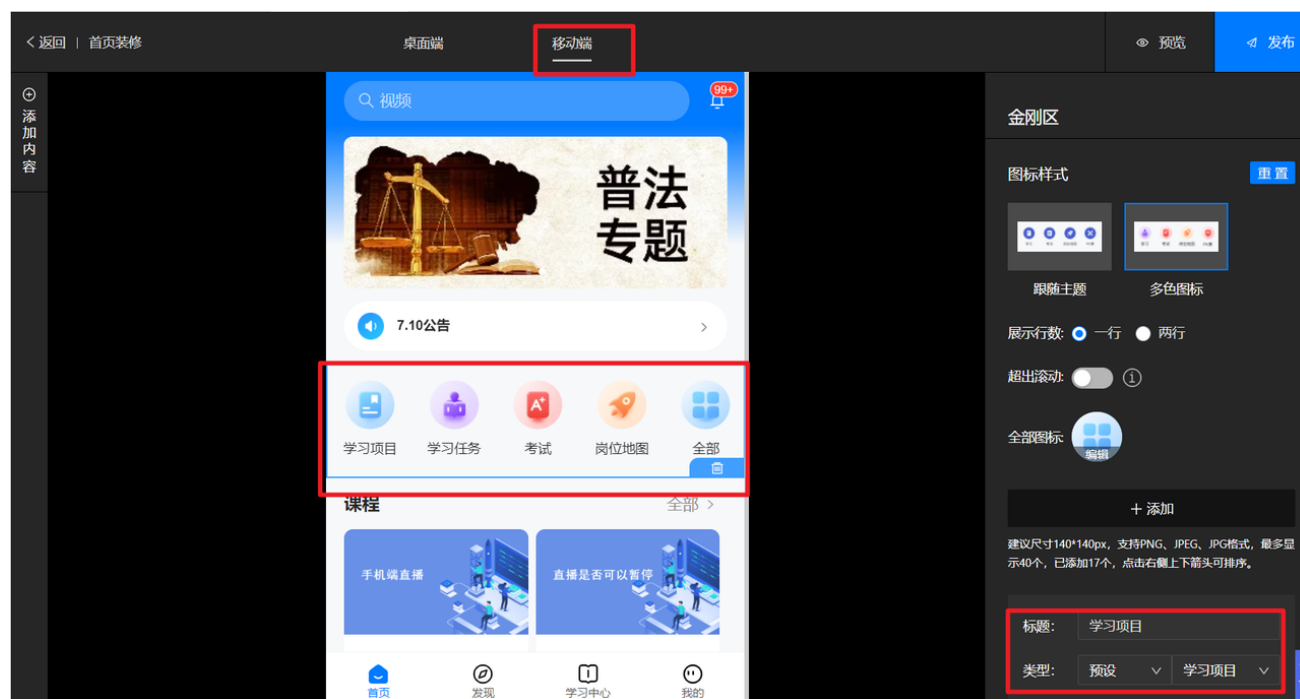 < 返回 | 首页装修
桌面端
移动端
预览
发布
添加内容
视频
99+
普法
专题
7.10公告
学习项目
学习任务
考试
岗位地图
全部
课程
全部 >
手机端直播
直播是否可以暂停
首页
发现
学习中心
我的
金刚区
图标样式
重置
跟随主题
多色图标
展示行数: 一行 两行
超出滚动:
全部图标:
编辑
+ 添加
建议尺寸140*140px，支持PNG、JPEG、JPG格式，最多显
示40个，已添加17个，点击右侧上下箭头可排序。
标题: 学习项目
类型: 预设 学习项目